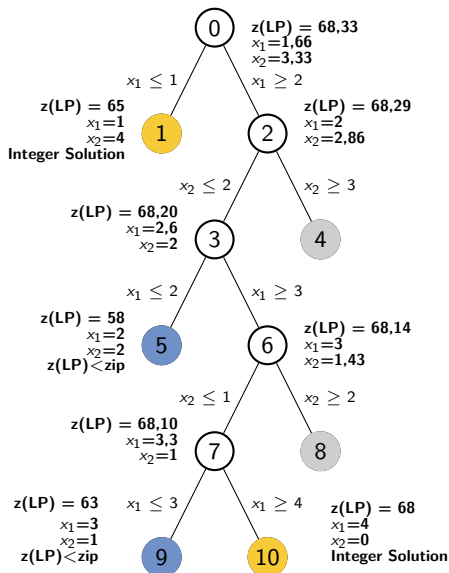 0
z(LP) = 68,33
x₁=1,66
x₂=3,33
x₁ ≤ 1
x₁ ≥ 2
z(LP) = 65
x₁=1
x₂=4
Integer Solution
1
2
z(LP) = 68,29
x₁=2
x₂=2,86
x₂ ≤ 2
x₂ ≥ 3
z(LP) = 68,20
x₁=2,6
x₂=2
3
4
x₁ ≤ 2
x₁ ≥ 3
z(LP) = 58
x₁=2
x₂=2
z(LP)<zip
5
6
z(LP) = 68,14
x₁=3
x₂=1,43
x₂ ≤ 1
x₂ ≥ 2
z(LP) = 68,10
x₁=3,3
x₂=1
7
8
x₁ ≤ 3
x₁ ≥ 4
z(LP) = 63
x₁=3
x₂=1
z(LP)<zip
9
10
z(LP) = 68
x₁=4
x₂=0
Integer Solution